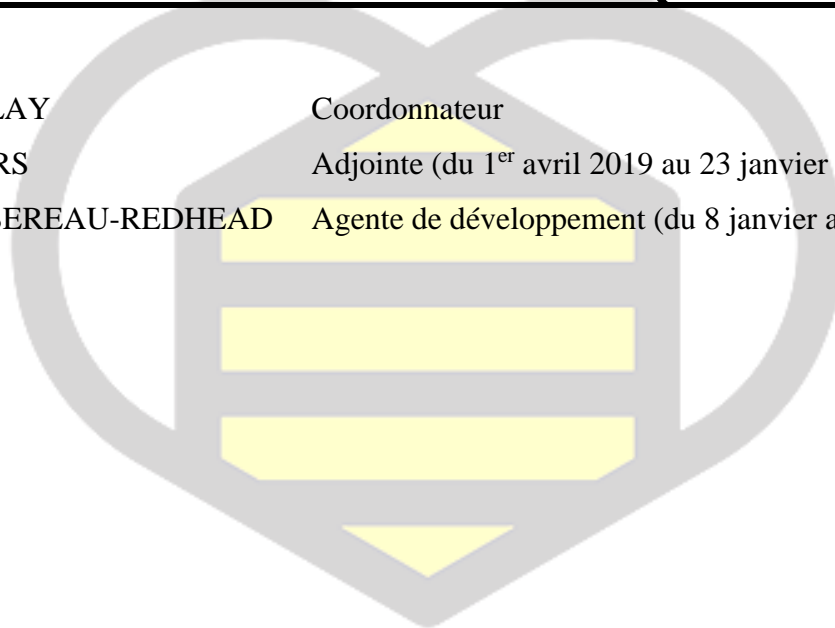 LAY Coordonnateur
RS Adjointe (du 1er avril 2019 au 23 janvier
EREAU-REDHEAD Agente de développement (du 8 janvier a